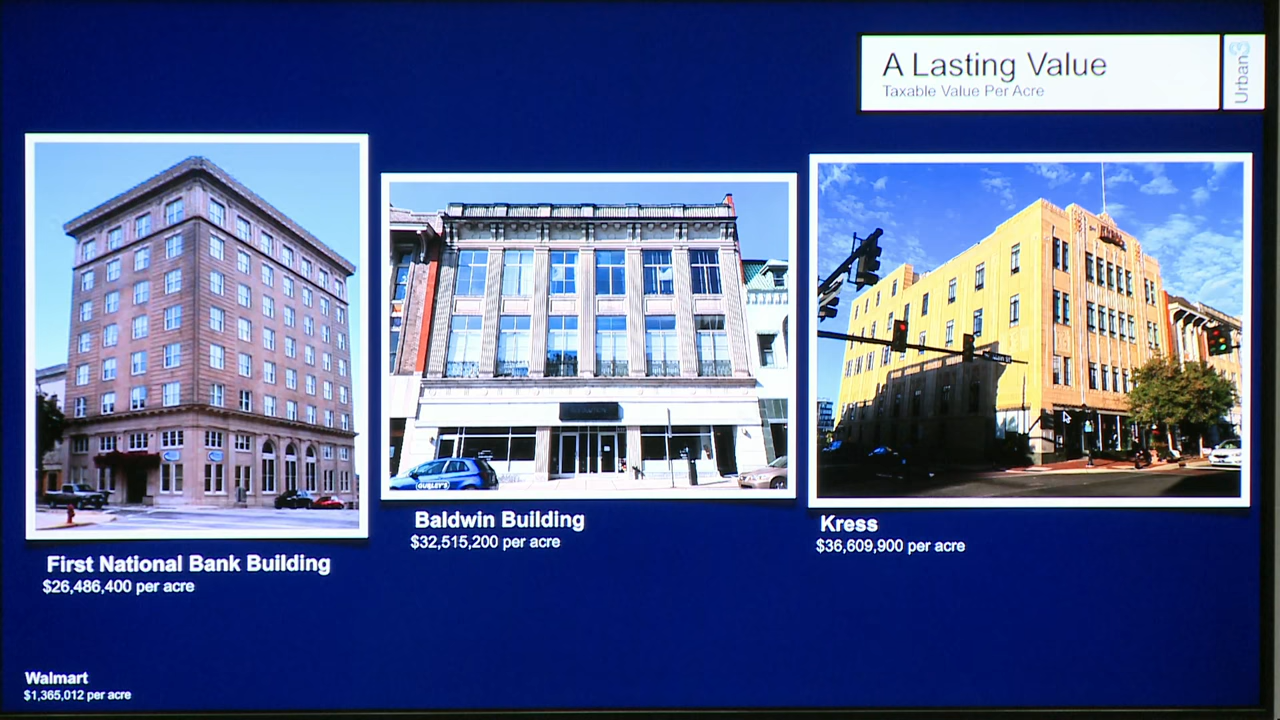 A Lasting Value
Taxable Value Per Acre
Urban3
GURLEY'S
Baldwin Building
$32,515,200 per acre
Kress
$36,609,900 per acre
First National Bank Building
$26,486,400 per acre
Walmart
$1,365,012 per acre